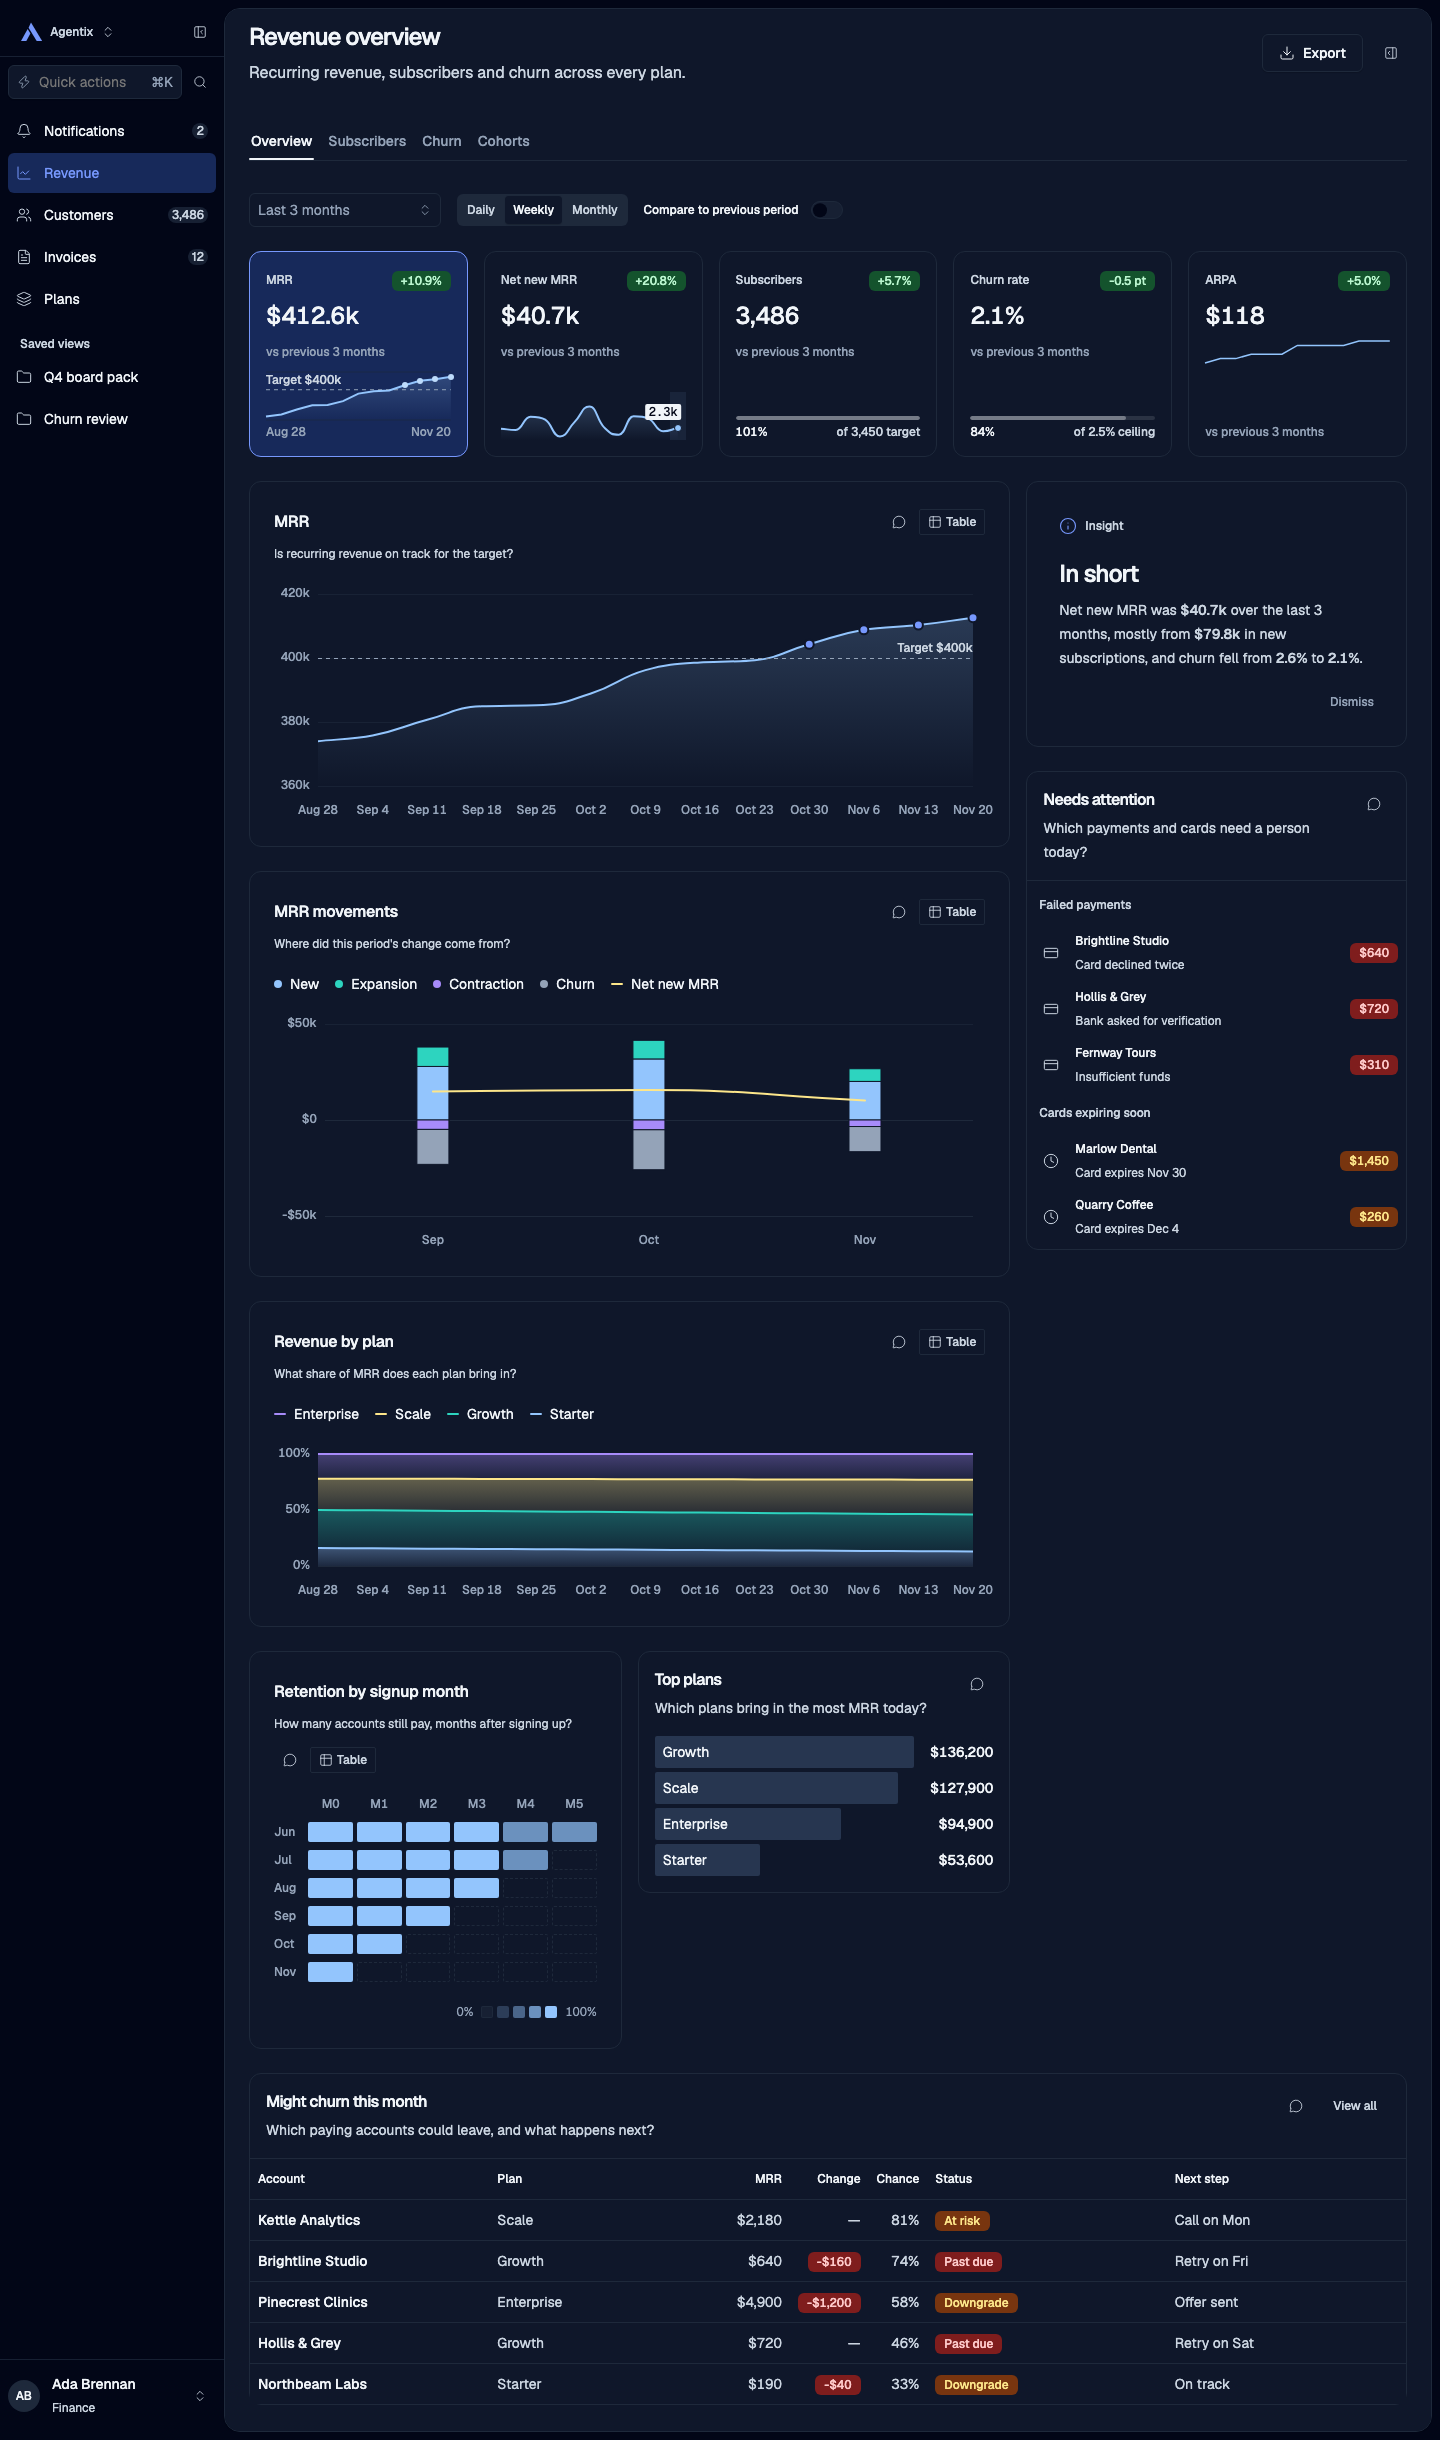 Agentix
Quick actions ⌘K
Notifications 2
Revenue
Customers 3,486
Invoices 12
Plans
Saved views
Q4 board pack
Churn review
Ada Brennan
AB
Finance
Revenue overview
Recurring revenue, subscribers and churn across every plan.
Export
Overview Subscribers Churn Cohorts
Last 3 months
Daily Weekly Monthly
Compare to previous period
MRR +10.9%
$412.6k
vs previous 3 months
Target $400k
Aug 28 Nov 20
Net new MRR +20.8%
$40.7k
vs previous 3 months
2.3k
Subscribers +5.7%
3,486
vs previous 3 months
101% of 3,450 target
Churn rate -0.5 pt
2.1%
vs previous 3 months
84% of 2.5% ceiling
ARPA +5.0%
$118
vs previous 3 months
MRR
Table
Is recurring revenue on track for the target?
420k
400k
380k
360k
Target $400k
Aug 28 Sep 4 Sep 11 Sep 18 Sep 25 Oct 2 Oct 9 Oct 16 Oct 23 Oct 30 Nov 6 Nov 13 Nov 20
Insight
In short
Net new MRR was $40.7k over the last 3
months, mostly from $79.8k in new
subscriptions, and churn fell from 2.6% to 2.1%.
Dismiss
Needs attention
Which payments and cards need a person
today?
Failed payments
Brightline Studio
Card declined twice
$640
Hollis & Grey
Bank asked for verification
$720
Fernway Tours
Insufficient funds
$310
Cards expiring soon
Marlow Dental
Card expires Nov 30
$1,450
Quarry Coffee
Card expires Dec 4
$260
MRR movements
Table
Where did this period's change come from?
New Expansion Contraction Churn Net new MRR
$50k
$0
-$50k
Sep Oct Nov
Revenue by plan
Table
What share of MRR does each plan bring in?
Enterprise Scale Growth Starter
100%
50%
0%
Aug 28 Sep 4 Sep 11 Sep 18 Sep 25 Oct 2 Oct 9 Oct 16 Oct 23 Oct 30 Nov 6 Nov 13 Nov 20
Retention by signup month
How many accounts still pay, months after signing up?
Table
M0 M1 M2 M3 M4 M5
Jun
Jul
Aug
Sep
Oct
Nov
0% 100%
Top plans
Which plans bring in the most MRR today?
Growth $136,200
Scale $127,900
Enterprise $94,900
Starter $53,600
Might churn this month
View all
Which paying accounts could leave, and what happens next?
Account Plan MRR Change Chance Status Next step
Kettle Analytics Scale $2,180 — 81% At risk Call on Mon
Brightline Studio Growth $640 -$160 74% Past due Retry on Fri
Pinecrest Clinics Enterprise $4,900 -$1,200 58% Downgrade Offer sent
Hollis & Grey Growth $720 — 46% Past due Retry on Sat
Northbeam Labs Starter $190 -$40 33% Downgrade On track